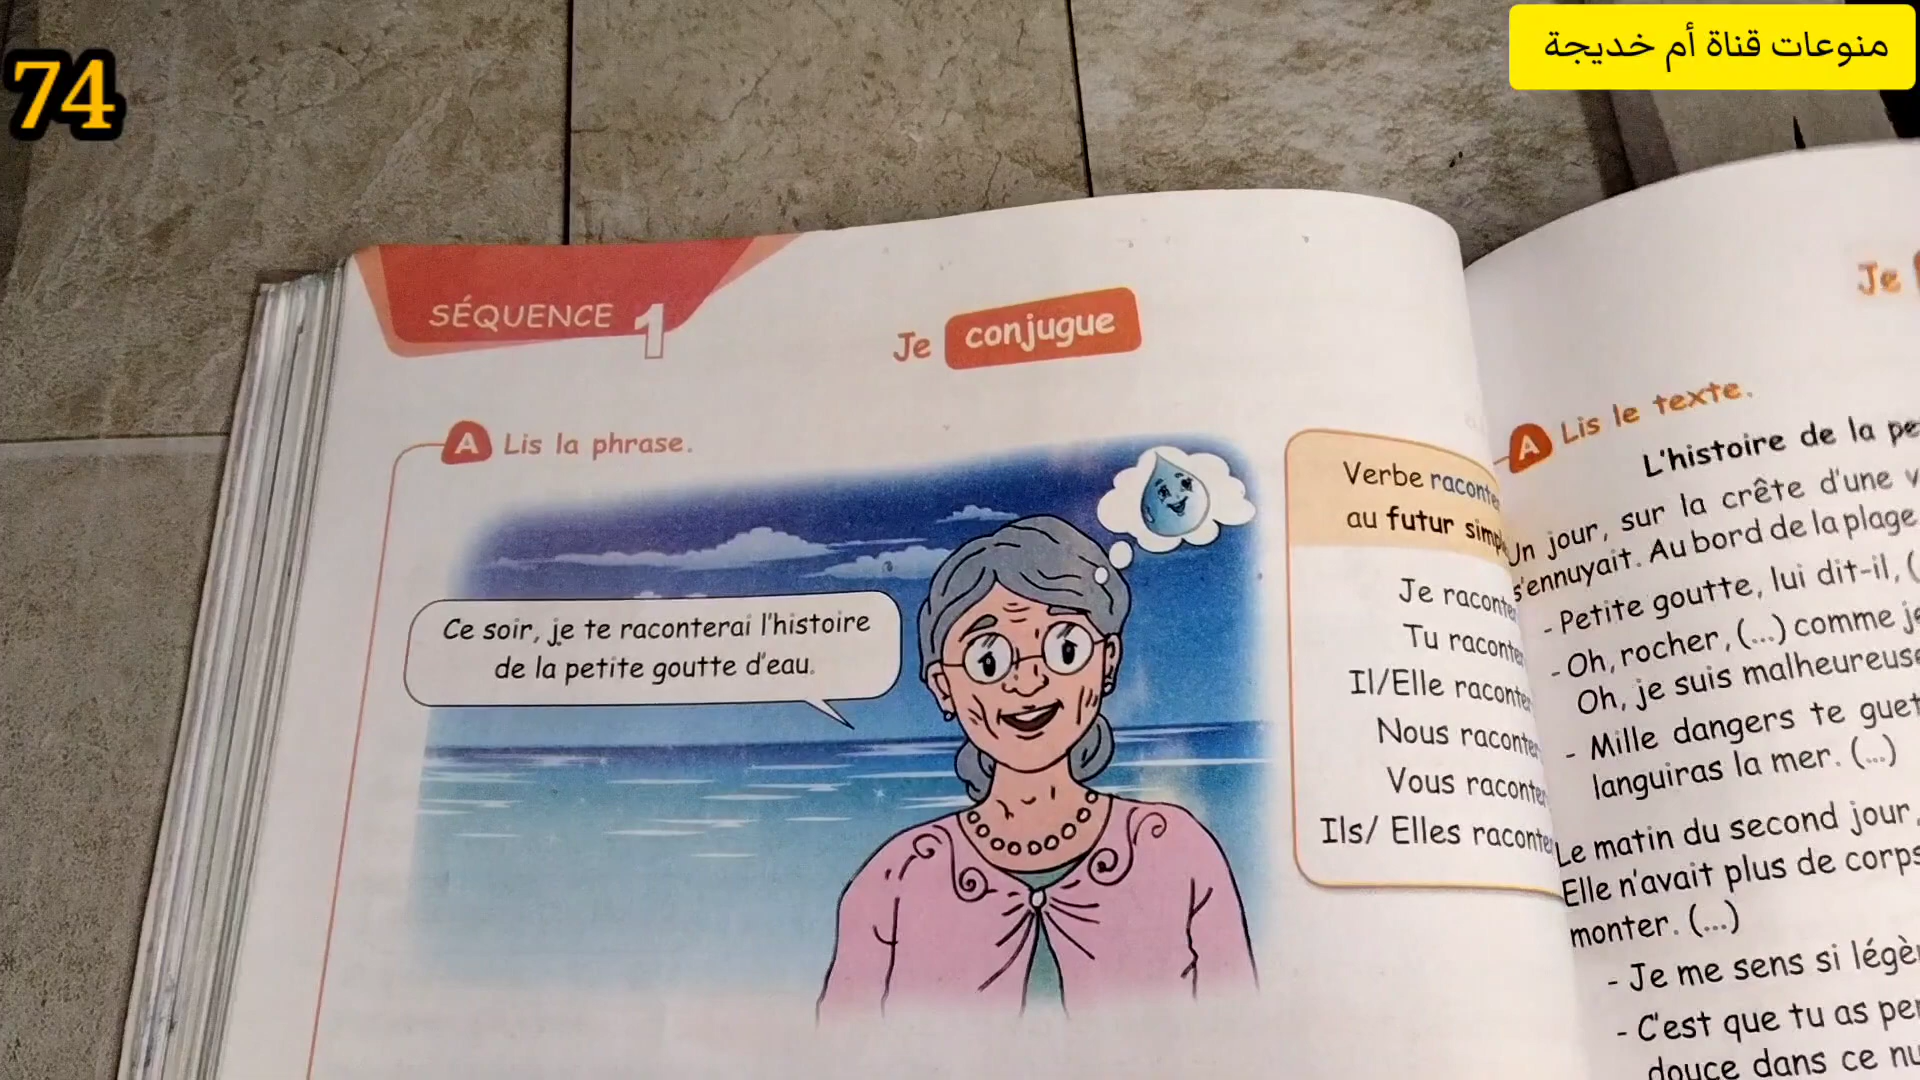 74
منوعات قناة أم خديجة
SÉQUENCE 1
Je conjugue
A Lis la phrase.
Ce soir, je te raconterai l'histoire
de la petite goutte d'eau.
Verbe
au futur
Je
Tu
Il/Elle
Nous
Vous
Ils/ Elles
Je
A Lis le texte.
L'histoire de la
Un jour, sur la crête d'une
s'ennuyait. Au bord de la plage
- Petite goutte, lui dit-il, (
- Oh, rocher, (...) comme
Oh, je suis
- Mille dangers te
languiras la mer. (...)
Le matin du second jour,
Elle n'avait plus de corps
monter. (...)
- Je me sens si
- C'est que tu as
douce dans ce